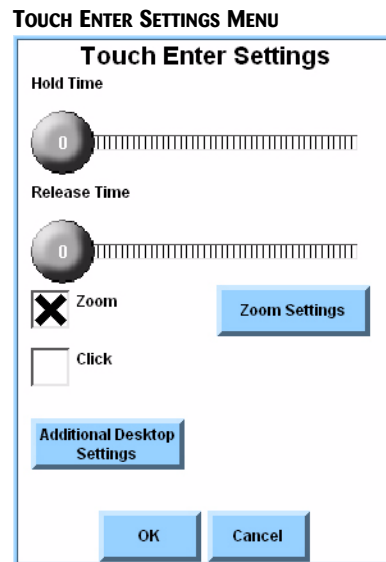 TOUCH ENTER SETTINGS MENU
Touch Enter Settings
Hold Time
0
Release Time
0
Zoom
Zoom Settings
Click
Additional Desktop
Settings
OK
Cancel